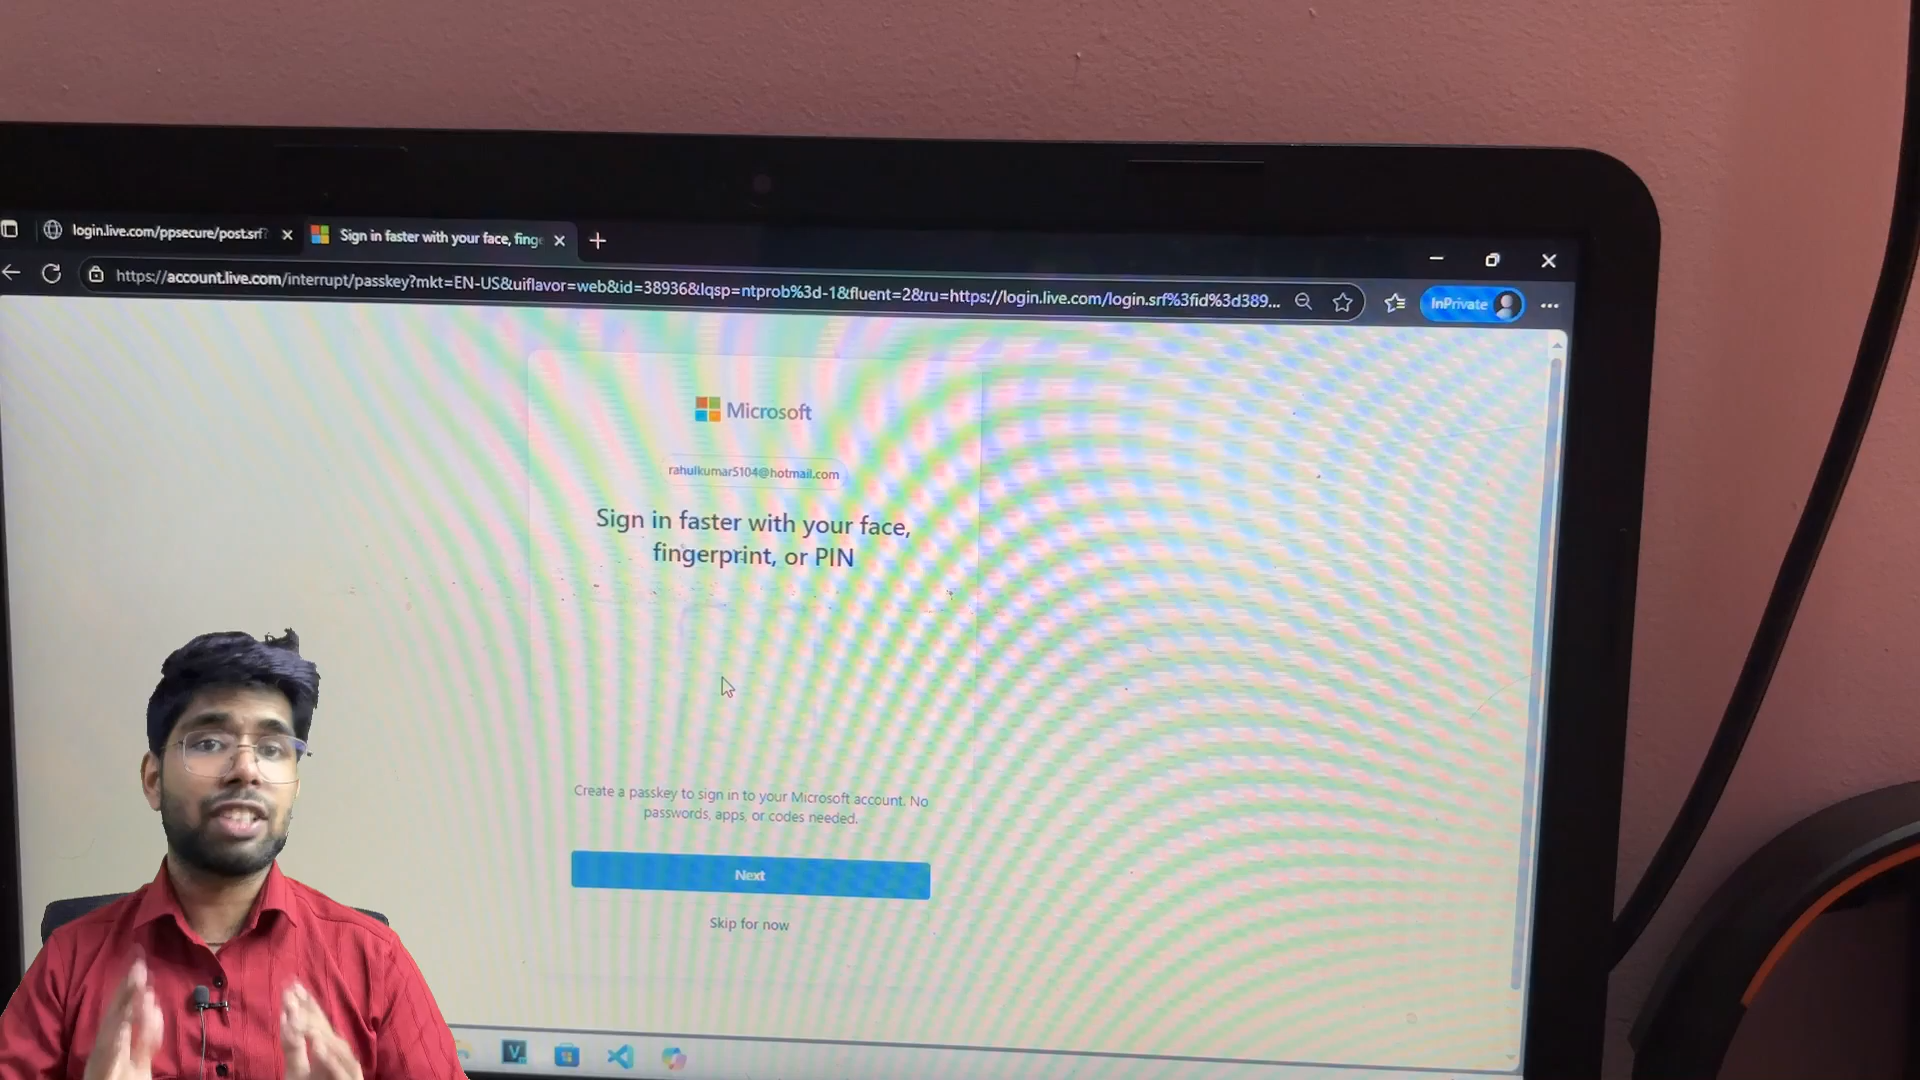 login.live.com/ppsecure/post.srf?
Sign in faster with your face, finge
https://account.live.com/interrupt/passkey?mkt=EN-US&uiflavor=web&id=38936&lqsp=ntprob%3d-1&fluent=2&ru=https://login.live.com/login.srf%3fid%3d389...
InPrivate
Microsoft
rahulkumar5104@hotmail.com
Sign in faster with your face,
fingerprint, or PIN
Create a passkey to sign in to your Microsoft account. No
passwords, apps, or codes needed.
Next
Skip for now
V